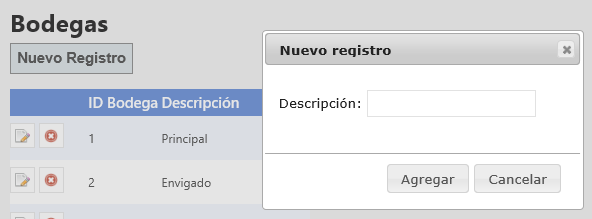 Bodegas
Nuevo Registro
ID Bodega Descripción
1 Principal
2 Envigado
Nuevo registro
Descripción:
Agregar Cancelar